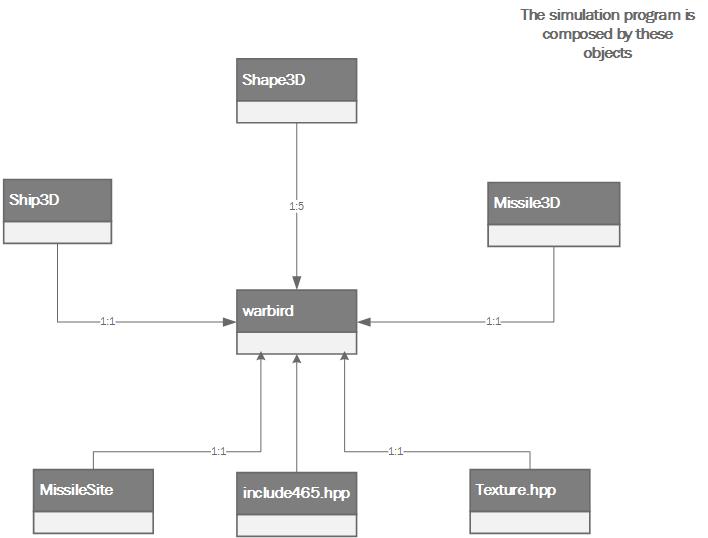 The simulation program is
composed by these
objects
Shape3D
Ship3D
Missile3D
1:5
warbird
1:1
1:1
1:1
1:1
MissileSite
include465.hpp
Texture.hpp